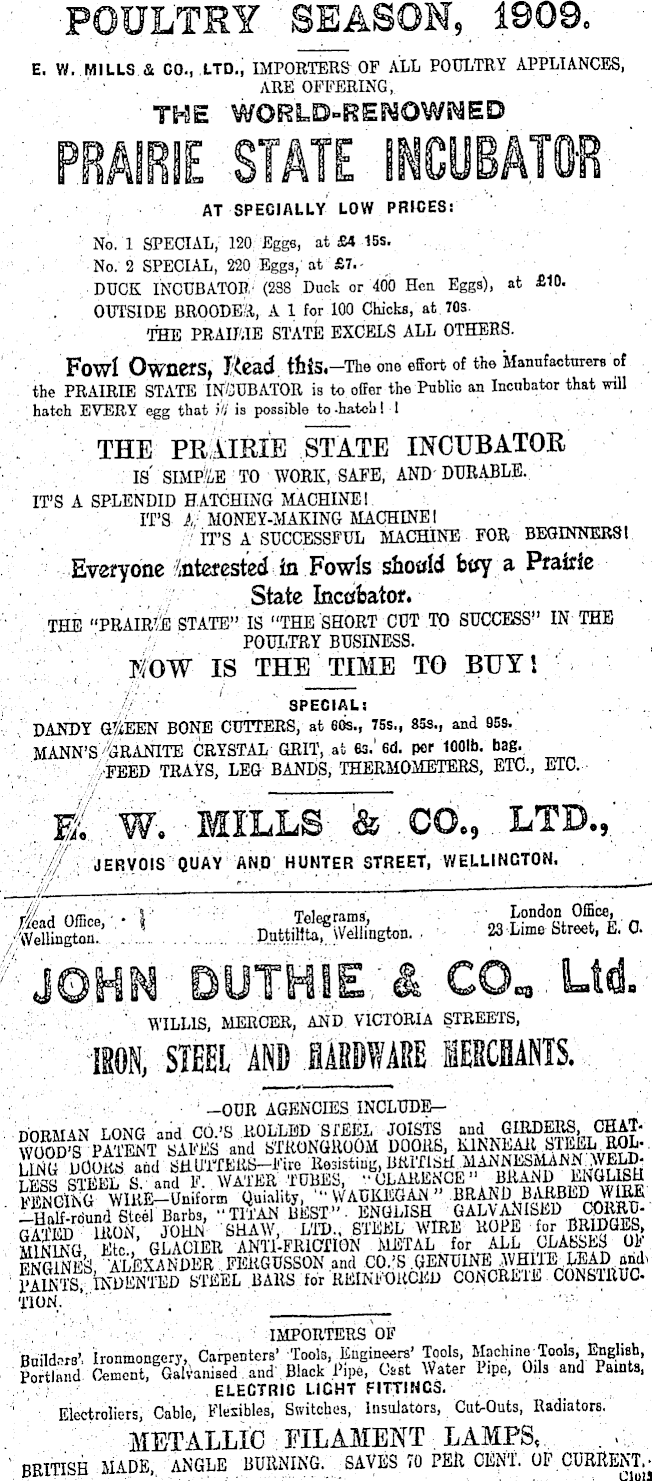 POULTRY SEASON, 1909.
E. W. MILLS & CO., LTD., IMPORTERS OF ALL POULTRY APPLIANCES,
ARE OFFERING,
THE WORLD-RENOWNED
PRAIRIE STATE INCUBATOR
AT SPECIALLY LOW PRICES:
No. 1 SPECIAL, 120 Eggs, at £4 15s.
No. 2 SPECIAL, 220 Eggs, at £7.
DUCK INCUBATOR (288 Duck or 400 Hen Eggs), at £10.
OUTSIDE BROODER, A 1 for 100 Chicks, at 70s.
THE PRAIRIE STATE EXCELS ALL OTHERS.
Fowl Owners, Read this.—The one effort of the Manufacturers of
the PRAIRIE STATE INCUBATOR is to offer the Public an Incubator that will
hatch EVERY egg that it is possible to hatch! !
THE PRAIRIE STATE INCUBATOR
IS SIMPLE TO WORK, SAFE, AND DURABLE.
IT'S A SPLENDID HATCHING MACHINE!
IT'S A MONEY-MAKING MACHINE!
IT'S A SUCCESSFUL MACHINE FOR BEGINNERS!
Everyone interested in Fowls should buy a Prairie
State Incubator.
THE "PRAIRIE STATE" IS "THE SHORT CUT TO SUCCESS" IN THE
POULTRY BUSINESS.
NOW IS THE TIME TO BUY!
SPECIAL:
DANDY GREEN BONE CUTTERS, at 60s., 75s., 85s., and 95s.
MANN'S GRANITE CRYSTAL GRIT, at 6s. 6d. per 100lb. bag.
FEED TRAYS, LEG BANDS, THERMOMETERS, ETC., ETC.
E. W. MILLS & CO., LTD.,
JERVOIS QUAY AND HUNTER STREET, WELLINGTON.
Head Office, Telegrams, London Office,
Wellington. Duttilta, Wellington. 23 Lime Street, E. C.
JOHN DUTHIE & CO., Ltd.
WILLIS, MERCER, AND VICTORIA STREETS,
IRON, STEEL AND HARDWARE MERCHANTS.
—OUR AGENCIES INCLUDE—
DORMAN LONG and CO.'S ROLLED STEEL JOISTS and GIRDERS, CHAT-
WOOD'S PATENT SAFES and STRONGROOM DOORS, KINNEAR STEEL ROL-
LING DOORS and SHUTTERS—Fire Resisting, BRITISH MANNESMANN WELD-
LESS STEEL S. and F. WATER TUBES, "CLARENCE" BRAND ENGLISH
FENCING WIRE—Uniform Quiality, "WAUKEGAN" BRAND BARBED WIRE
—Half-round Steel Barbs, "TITAN BEST" ENGLISH GALVANISED CORRU-
GATED IRON, JOHN SHAW, LTD., STEEL WIRE ROPE for BRIDGES,
MINING, Etc., GLACIER ANTI-FRICTION METAL for ALL CLASSES OF
ENGINES, ALEXANDER FERGUSSON and CO.'S GENUINE WHITE LEAD and
PAINTS, INDENTED STEEL BARS for REINFORCED CONCRETE CONSTRUC-
TION.
IMPORTERS OF
Builders' Ironmongery, Carpenters' Tools, Engineers' Tools, Machine Tools, English,
Portland Cement, Galvanised and Black Pipe, Cast Water Pipe, Oils and Paints,
ELECTRIC LIGHT FITTINGS.
Electroliers, Cable, Flexibles, Switches, Insulators, Cut-Outs, Radiators.
METALLIC FILAMENT LAMPS,
BRITISH MADE, ANGLE BURNING. SAVES 70 PER CENT. OF CURRENT.